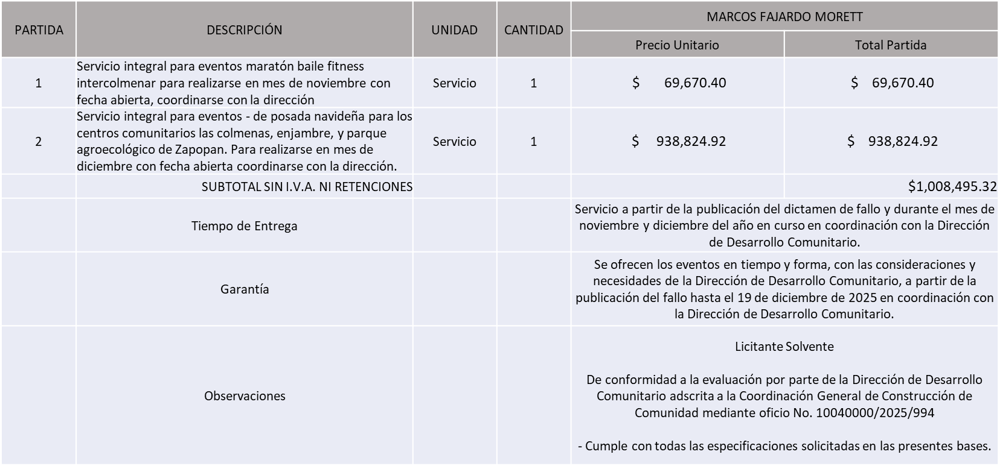 PARTIDA DESCRIPCIÓN UNIDAD CANTIDAD MARCOS FAJARDO MORETT
Precio Unitario Total Partida
1
Servicio integral para eventos maratón baile fitness
intercolmenar para realizarse en mes de noviembre con
fecha abierta, coordinarse con la dirección
Servicio 1 $ 69,670.40 $ 69,670.40
2
Servicio integral para eventos - de posada navideña para los
centros comunitarios las colmenas, enjambre, y parque
agroecológico de Zapopan. Para realizarse en mes de
diciembre con fecha abierta coordinarse con la dirección.
Servicio 1 $ 938,824.92 $ 938,824.92
SUBTOTAL SIN I.V.A. NI RETENCIONES $1,008,495.32
Tiempo de Entrega
Servicio a partir de la publicación del dictamen de fallo y durante el mes de
noviembre y diciembre del año en curso en coordinación con la Dirección
de Desarrollo Comunitario.
Garantía
Se ofrecen los eventos en tiempo y forma, con las consideraciones y
necesidades de la Dirección de Desarrollo Comunitario, a partir de la
publicación del fallo hasta el 19 de diciembre de 2025 en coordinación con
la Dirección de Desarrollo Comunitario.
Observaciones
Licitante Solvente
De conformidad a la evaluación por parte de la Dirección de Desarrollo
Comunitario adscrita a la Coordinación General de Construcción de
Comunidad mediante oficio No. 10040000/2025/994
- Cumple con todas las especificaciones solicitadas en las presentes bases.